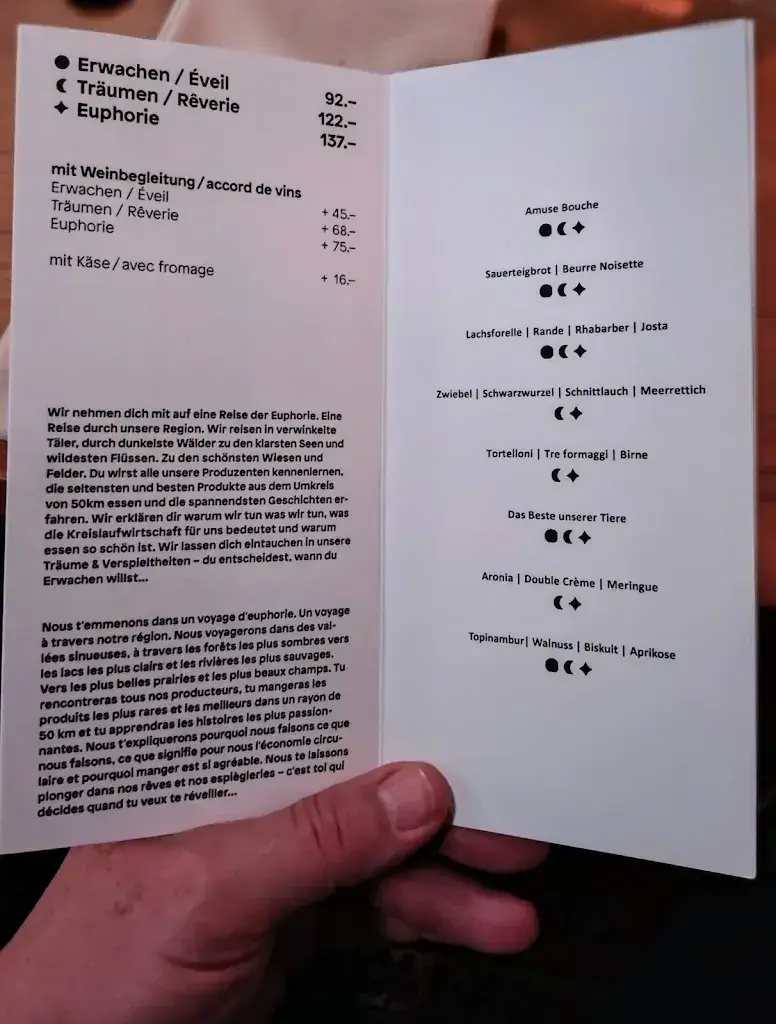 ● Erwachen / Éveil 92.–
☾ Träumen / Rêverie 122.–
✦ Euphorie 137.–
mit Weinbegleitung / accord de vins
Erwachen / Éveil + 45.–
Träumen / Rêverie + 68.–
Euphorie + 75.–
mit Käse / avec fromage + 16.–
Wir nehmen dich mit auf eine Reise der Euphorie. Eine
Reise durch unsere Region. Wir reisen in verwinkelte
Täler, durch dunkelste Wälder zu den klarsten Seen und
wildesten Flüssen. Zu den schönsten Wiesen und
Felder. Du wirst alle unsere Produzenten kennenlernen,
die seltensten und besten Produkte aus dem Umkreis
von 50km essen und die spannendsten Geschichten er-
fahren. Wir erklären dir warum wir tun was wir tun, was
die Kreislaufwirtschaft für uns bedeutet und warum
essen so schön ist. Wir lassen dich eintauchen in unsere
Träume & Verspieltheiten – du entscheidest, wann du
Erwachen willst...
Nous t'emmenons dans un voyage d'euphorie. Un voyage
à travers notre région. Nous voyagerons dans des val-
lées sinueuses, à travers les forêts les plus sombres vers
les lacs les plus clairs et les rivières les plus sauvages.
Vers les plus belles prairies et les plus beaux champs. Tu
rencontreras tous nos producteurs, tu mangeras les
produits les plus rares et les meilleurs dans un rayon de
50 km et tu apprendras les histoires les plus passion-
nantes. Nous t'expliquerons pourquoi nous faisons ce que
nous faisons, ce que signifie pour nous l'économie circu-
laire et pourquoi manger est si agréable. Nous te laissons
plonger dans nos rêves et nos espiègleries – c'est toi qui
décides quand tu veux te réveiller...
Amuse Bouche
●☾✦
Sauerteigbrot | Beurre Noisette
●☾✦
Lachsforelle | Rande | Rhabarber | Josta
●☾✦
Zwiebel | Schwarzwurzel | Schnittlauch | Meerrettich
☾✦
Tortelloni | Tre formaggi | Birne
☾✦
Das Beste unserer Tiere
●☾✦
Aronia | Double Crème | Meringue
☾✦
Topinambur| Walnuss | Biskuit | Aprikose
●☾✦